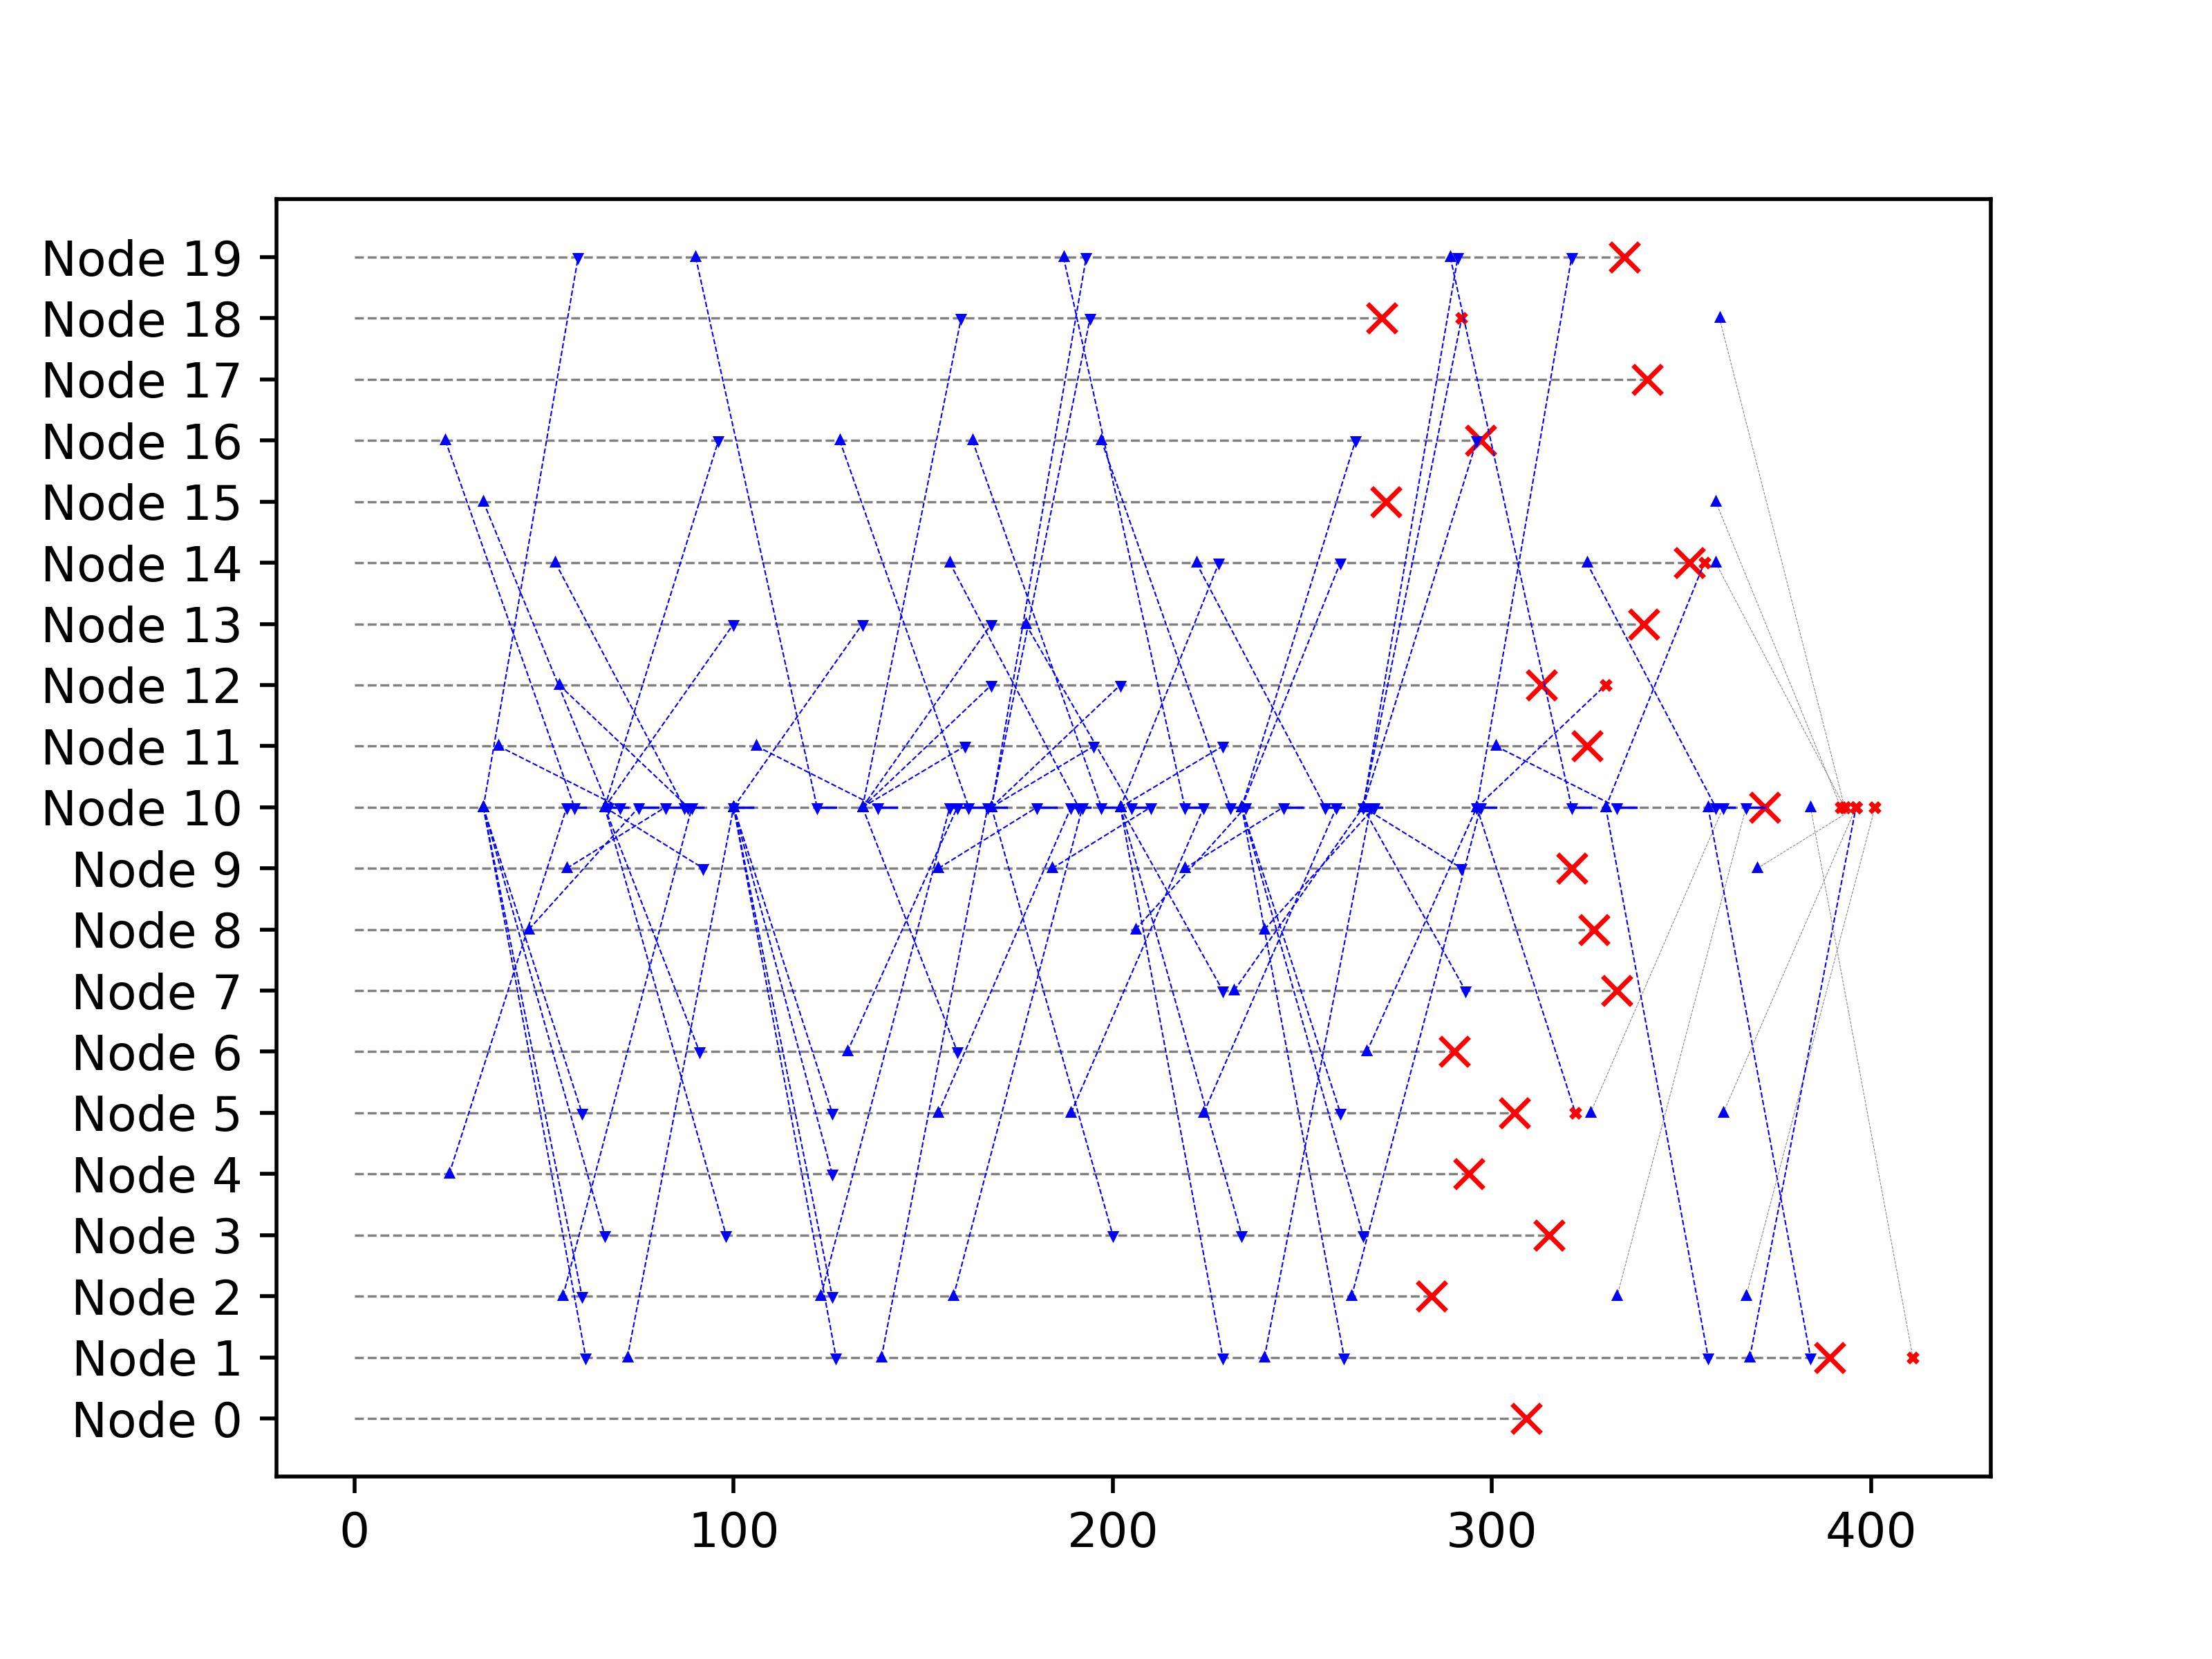 Node 19
Node 18
Node 17
Node 16
Node 15
Node 14
Node 13
Node 12
Node 11
Node 10
Node 9
Node 8
Node 7
Node 6
Node 5
Node 4
Node 3
Node 2
Node 1
Node 0
0 100 200 300 400